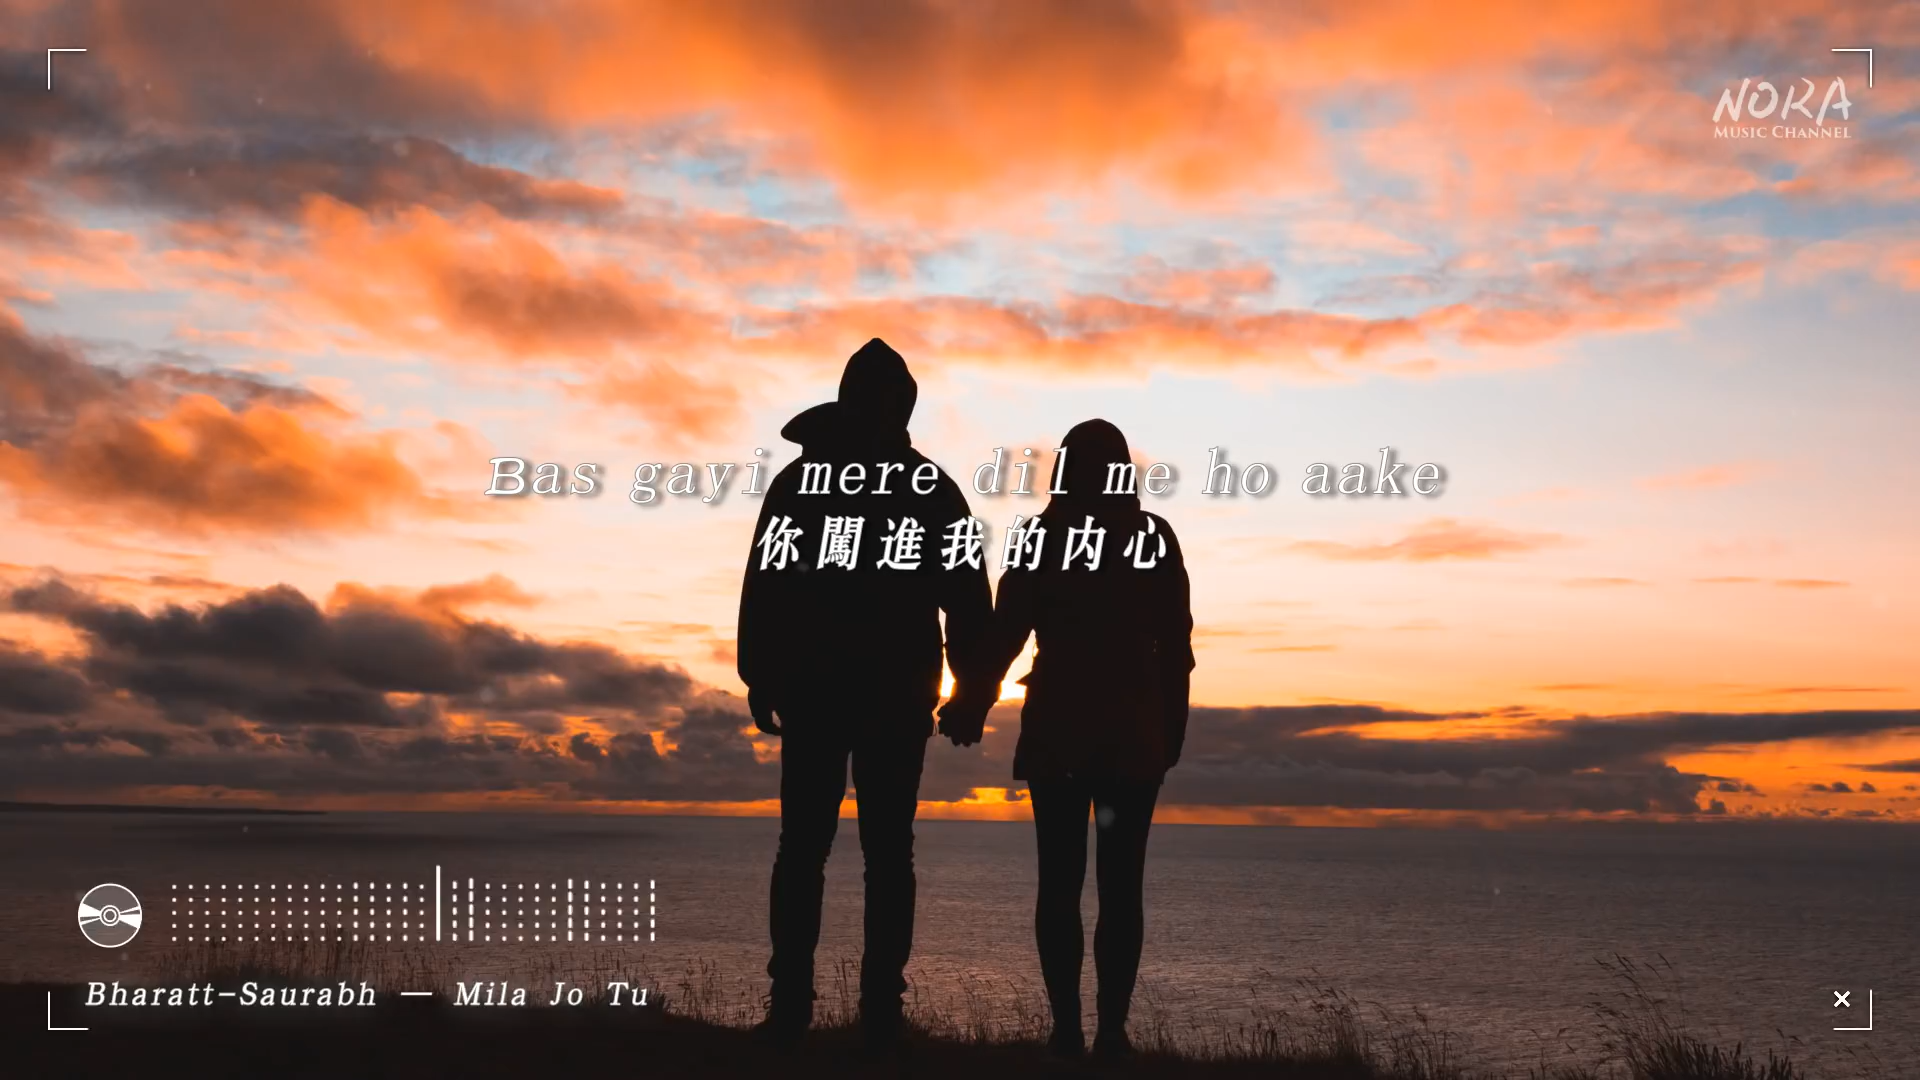 NORA
MUSIC CHANNEL
Bas gayi mere dil me ho aake
你闖進我的内心
Bharatt-Saurabh — Mila Jo Tu